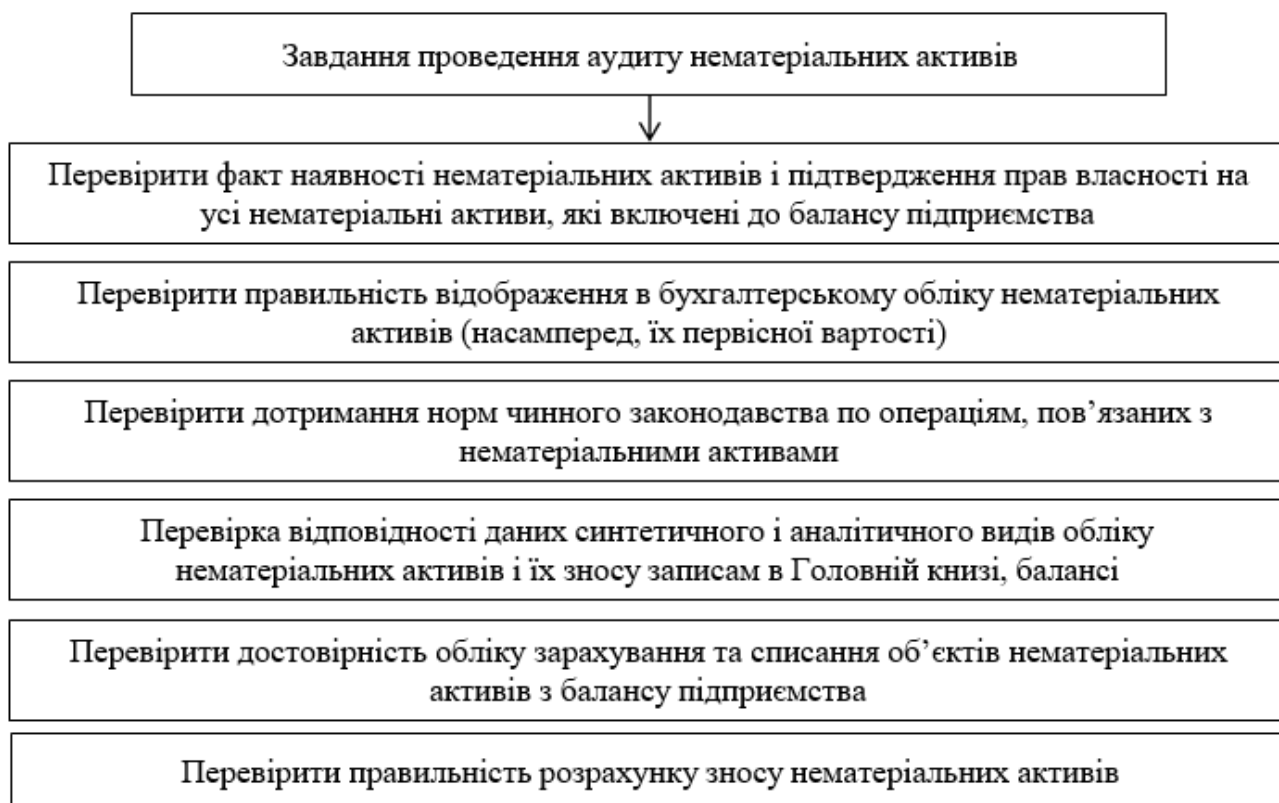 Завдання проведення аудиту нематеріальних активів
Перевірити факт наявності нематеріальних активів і підтвердження прав власності на
усі нематеріальні активи, які включені до балансу підприємства
Перевірити правильність відображення в бухгалтерському обліку нематеріальних
активів (насамперед, їх первісної вартості)
Перевірити дотримання норм чинного законодавства по операціям, пов’язаних з
нематеріальними активами
Перевірка відповідності даних синтетичного і аналітичного видів обліку
нематеріальних активів і їх зносу записам в Головній книзі, балансі
Перевірити достовірність обліку зарахування та списання об’єктів нематеріальних
активів з балансу підприємства
Перевірити правильність розрахунку зносу нематеріальних активів